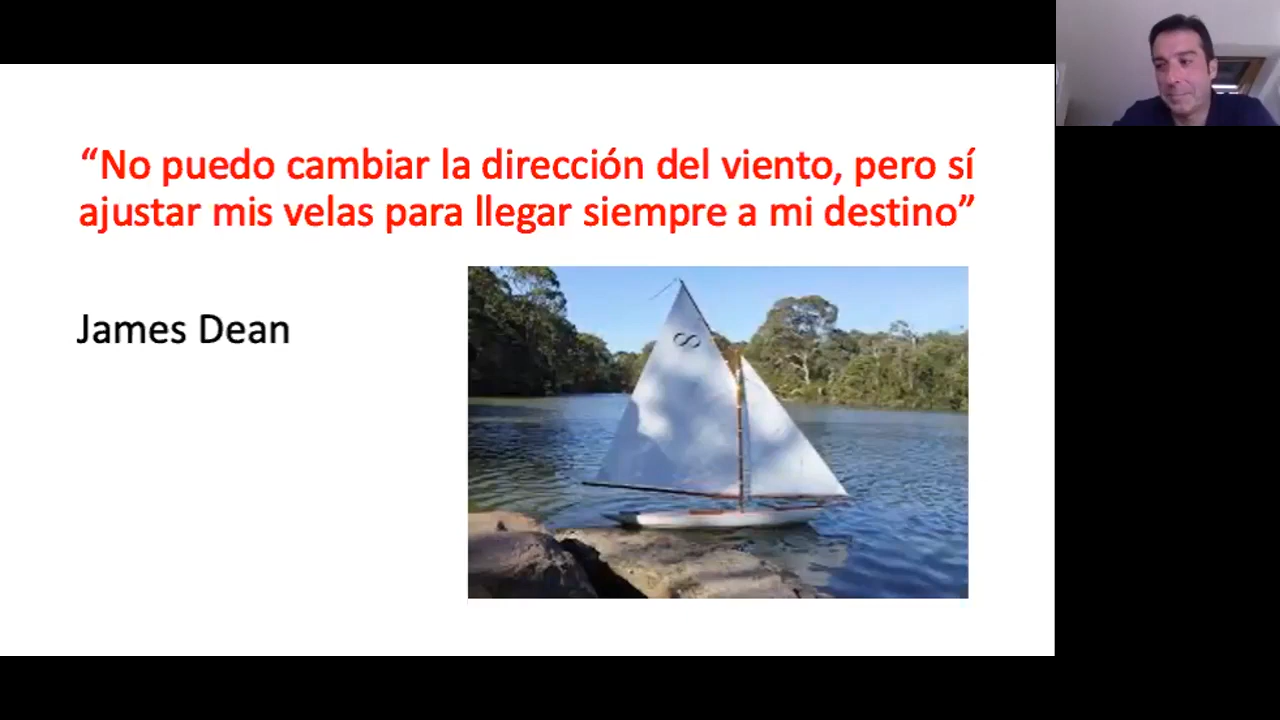 “No puedo cambiar la dirección del viento, pero sí
ajustar mis velas para llegar siempre a mi destino”
James Dean
8